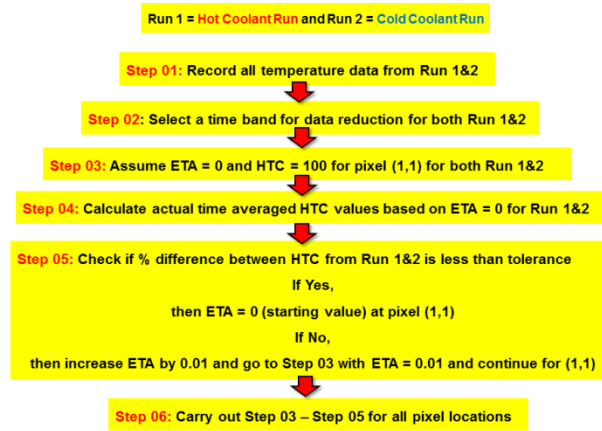 Run 1 = Hot Coolant Run and Run 2 = Cold Coolant Run
Step 01: Record all temperature data from Run 1&2
Step 02: Select a time band for data reduction for both Run 1&2
Step 03: Assume ETA = 0 and HTC = 100 for pixel (1,1) for both Run 1&2
Step 04: Calculate actual time averaged HTC values based on ETA = 0 for Run 1&2
Step 05: Check if % difference between HTC from Run 1&2 is less than tolerance
If Yes,
then ETA = 0 (starting value) at pixel (1,1)
If No,
then increase ETA by 0.01 and go to Step 03 with ETA = 0.01 and continue for (1,1)
Step 06: Carry out Step 03 – Step 05 for all pixel locations